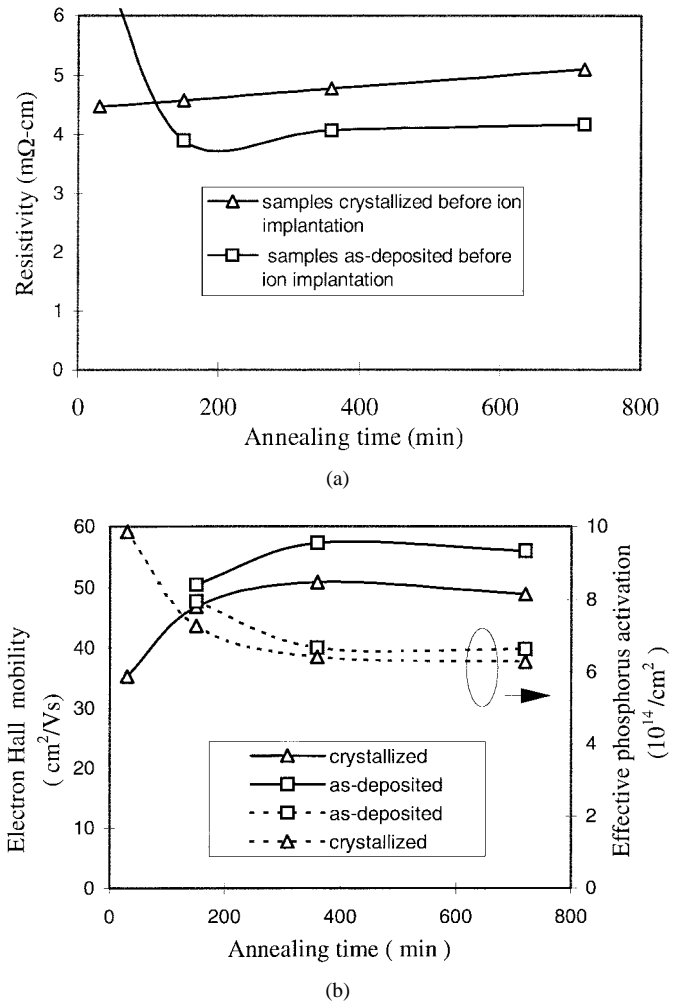 6
5
4
3
2
1
0
Resistivity (mΩ-cm)
samples crystallized before ion
implantation
samples as-deposited before
ion implantation
0 200 400 600 800
Annealing time (min)
(a)
60
50
40
30
20
10
0
Electron Hall mobility
( cm²/Vs)
10
8
6
4
2
0
Effective phosphorus activation
(10¹⁴/cm²)
crystallized
as-deposited
as-deposited
crystallized
0 200 400 600 800
Annealing time ( min )
(b)